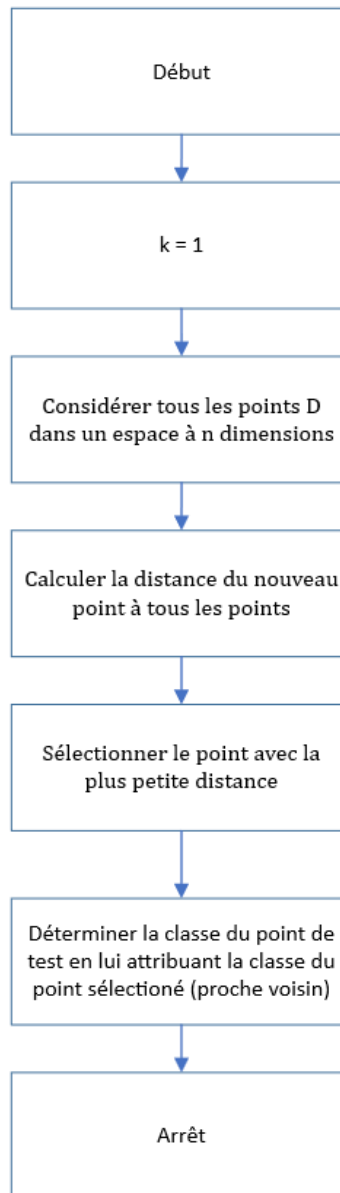 Début
k = 1
Considérer tous les points D
dans un espace à n dimensions
Calculer la distance du nouveau
point à tous les points
Sélectionner le point avec la
plus petite distance
Déterminer la classe du point de
test en lui attribuant la classe du
point sélectioné (proche voisin)
Arrêt